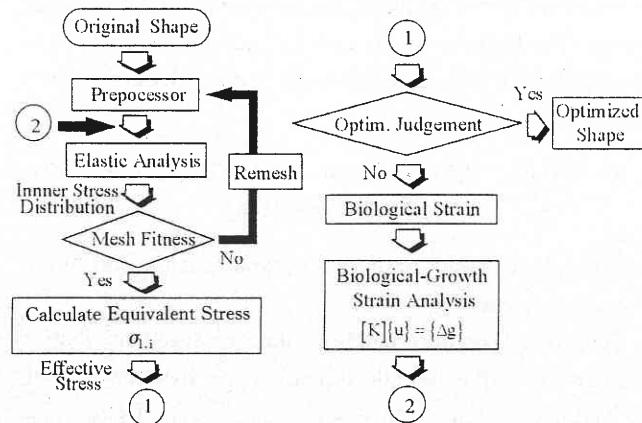 Original Shape
Prepocessor
2
Elastic Analysis
Remesh
Innner Stress
Distribution
Mesh Fitness
No
Yes
Calculate Equivalent Stress
σ1,i
Effective
Stress
1
1
Optim. Judgement
Yes
Optimized
Shape
No
Biological Strain
Biological-Growth
Strain Analysis
[K]{u} = {Δg}
2